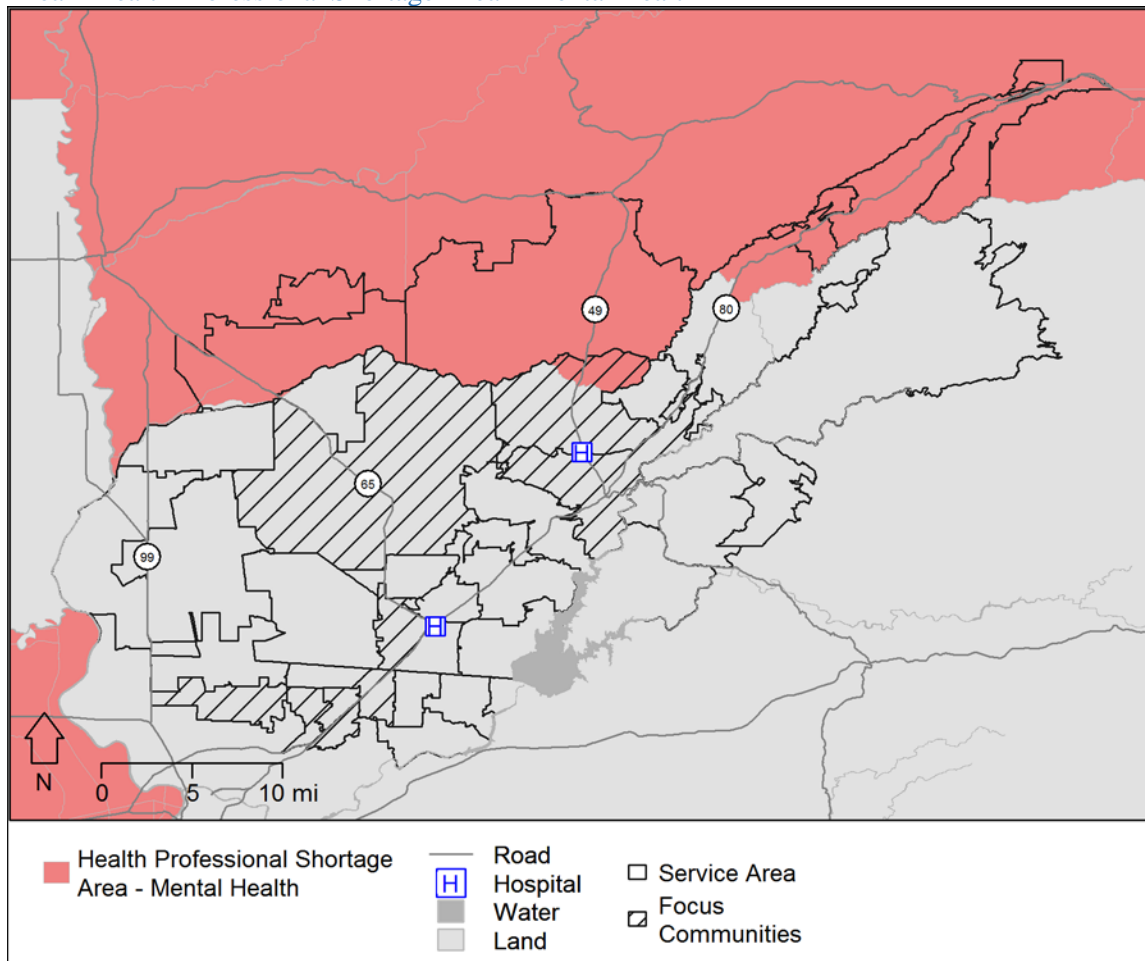 49
80
65
99
N
0 5 10 mi
Health Professional Shortage
Area - Mental Health
Road
H Hospital
Water
Land
Service Area
Focus
Communities
H
H